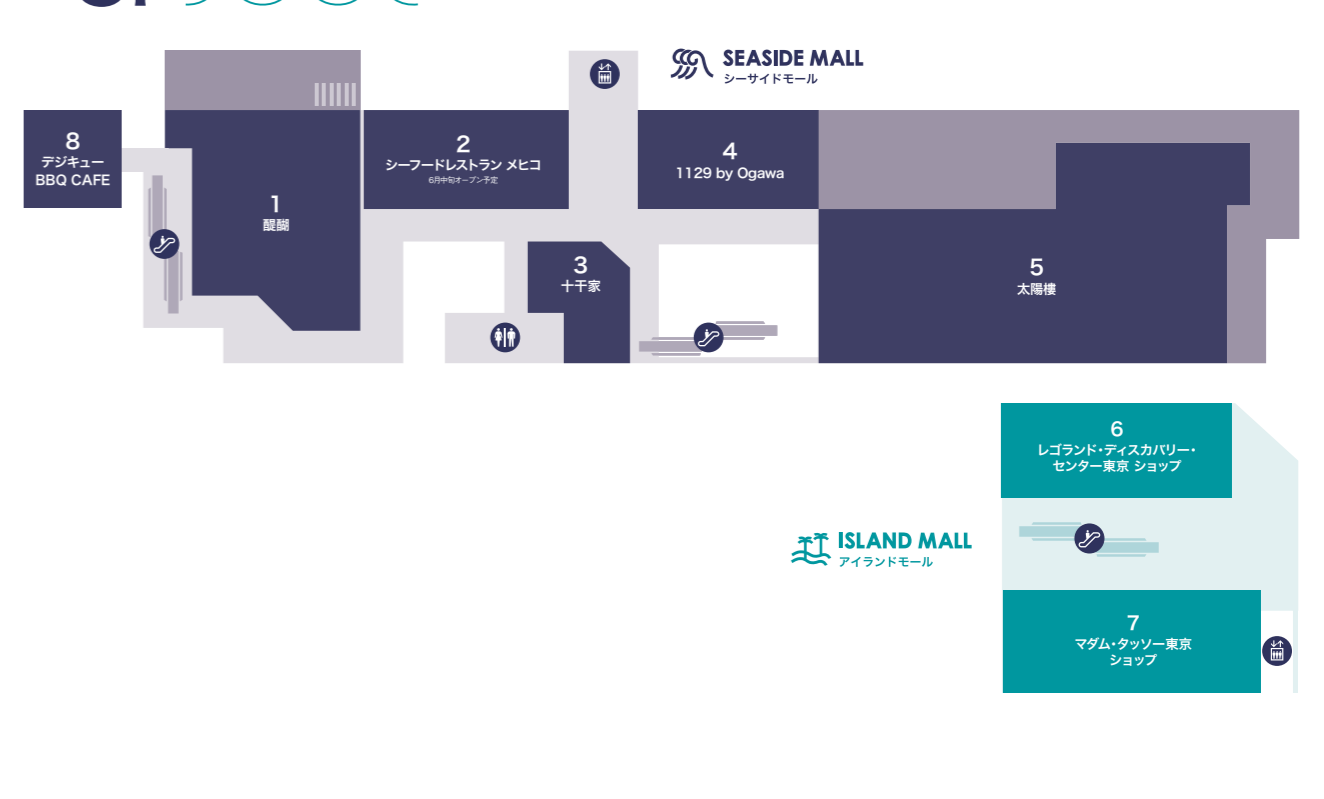 SEASIDE MALL
シーサイドモール
8
デジキュー
BBQ CAFE
1
醍醐
2
シーフードレストラン メヒコ
6月中旬オープン予定
4
1129 by Ogawa
3
十干家
5
太陽樓
6
レゴランド・ディスカバリー・
センター東京 ショップ
ISLAND MALL
アイランドモール
7
マダム・タッソー東京
ショップ